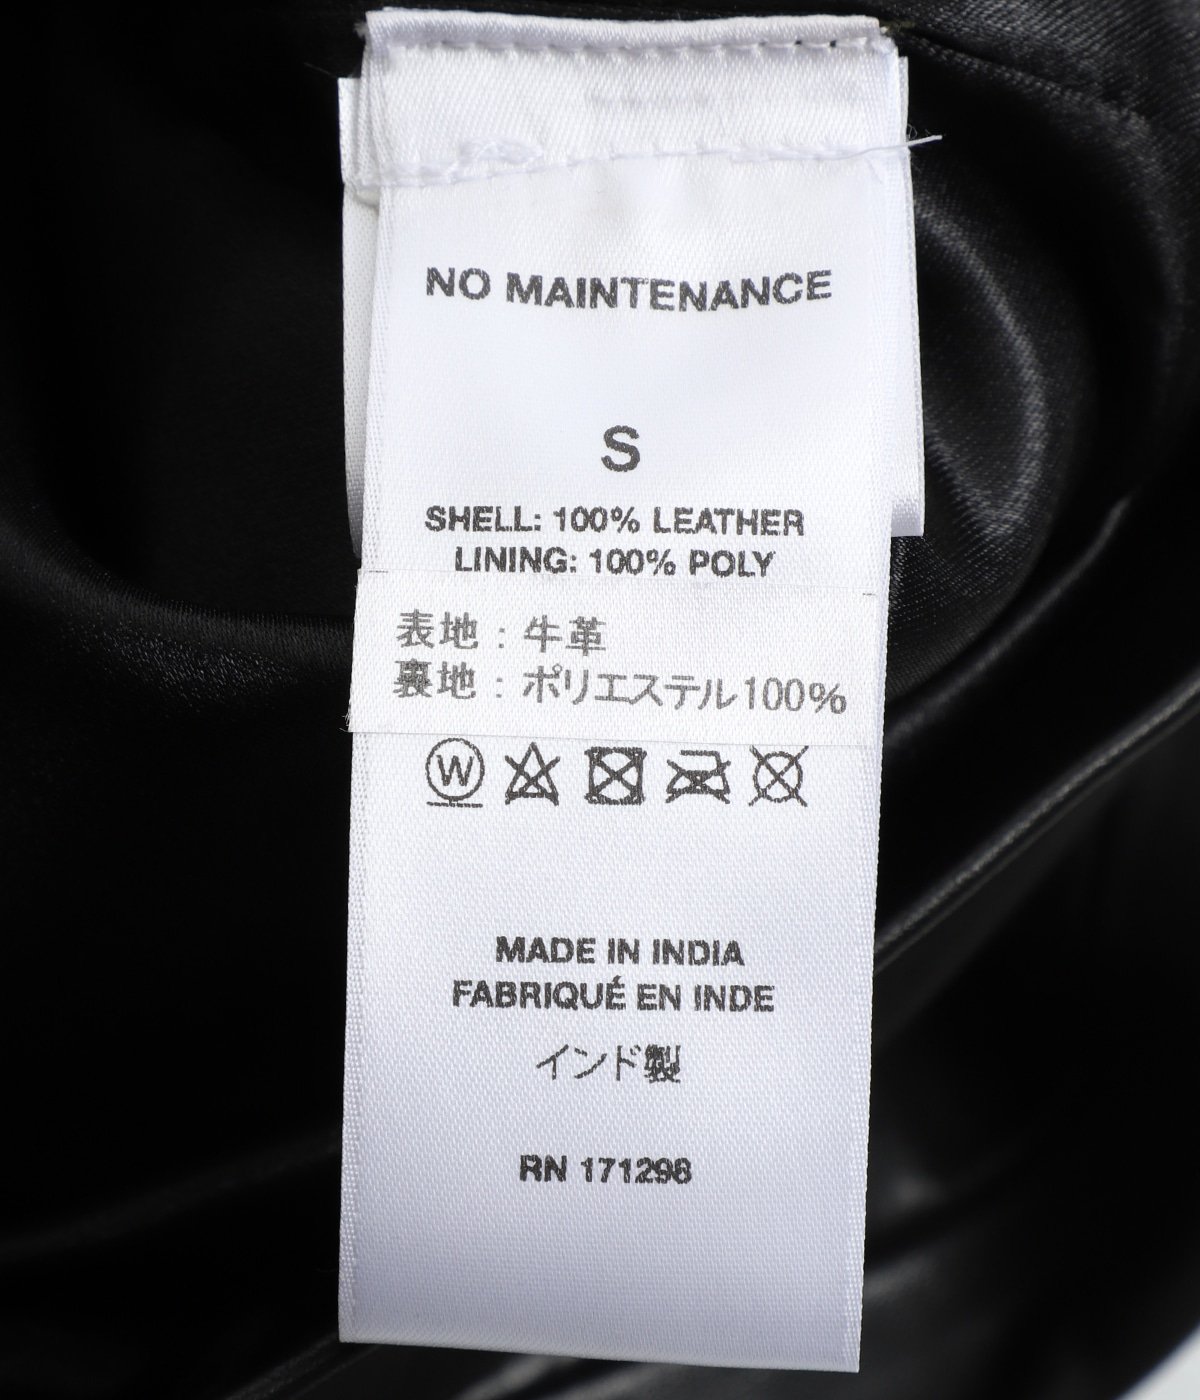 NO MAINTENANCE
S
SHELL: 100% LEATHER
LINING: 100% POLY
表地：牛革
裏地：ポリエステル100%
W
MADE IN INDIA
FABRIQUÉ EN INDE
インド製
RN 171298